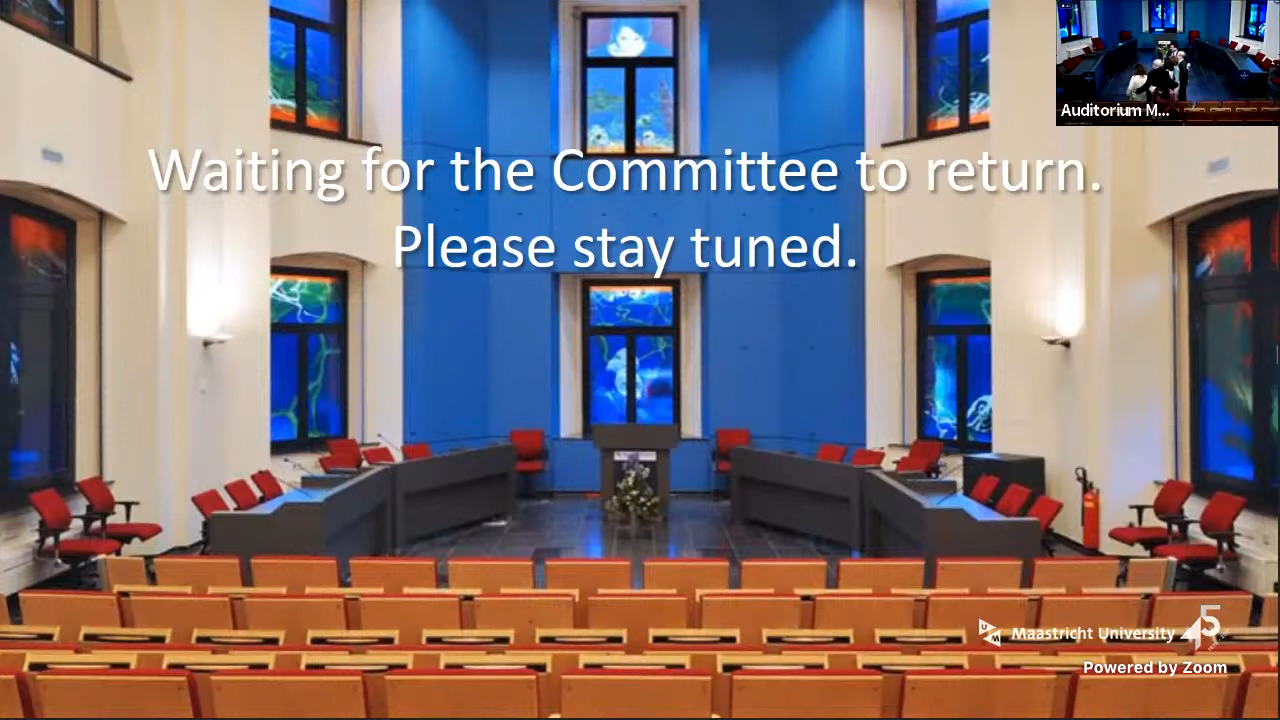 Auditorium M...
Waiting for the Committee to return.
Please stay tuned.
Maastricht University
45
Powered by Zoom